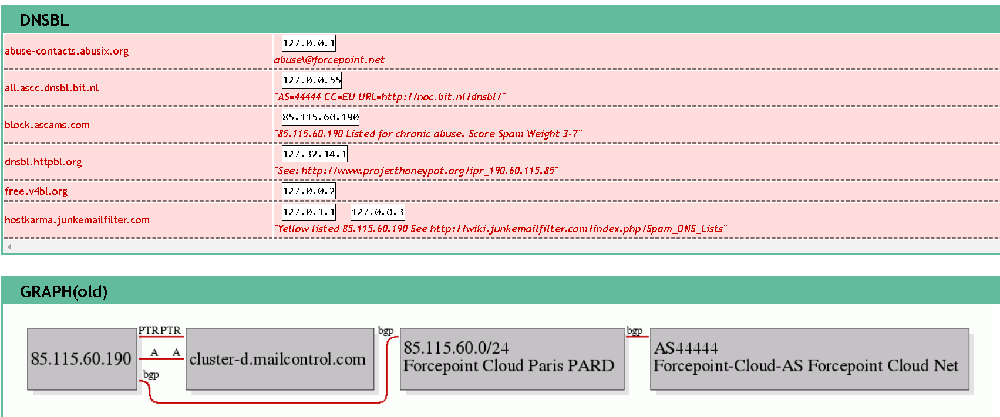 DNSBL
abuse-contacts.abusix.org
127.0.0.1
abuse\@forcepoint.net
all.ascc.dnsbl.bit.nl
127.0.0.55
"AS=44444 CC=EU URL=http://noc.bit.nl/dnsbl/"
block.ascams.com
85.115.60.190
"85.115.60.190 Listed for chronic abuse. Score Spam Weight 3-7"
dnsbl.httpbl.org
127.32.14.1
"See: http://www.projecthoneypot.org/ipr_190.60.115.85"
free.v4bl.org
127.0.0.2
hostkarma.junkemailfilter.com
127.0.1.1 127.0.0.3
"Yellow listed 85.115.60.190 See http://wiki.junkemailfilter.com/index.php/Spam_DNS_Lists"
GRAPH(old)
85.115.60.190
PTR PTR
A A
bgp
cluster-d.mailcontrol.com
bgp
85.115.60.0/24
Forcepoint Cloud Paris PARD
bgp
AS44444
Forcepoint-Cloud-AS Forcepoint Cloud Net